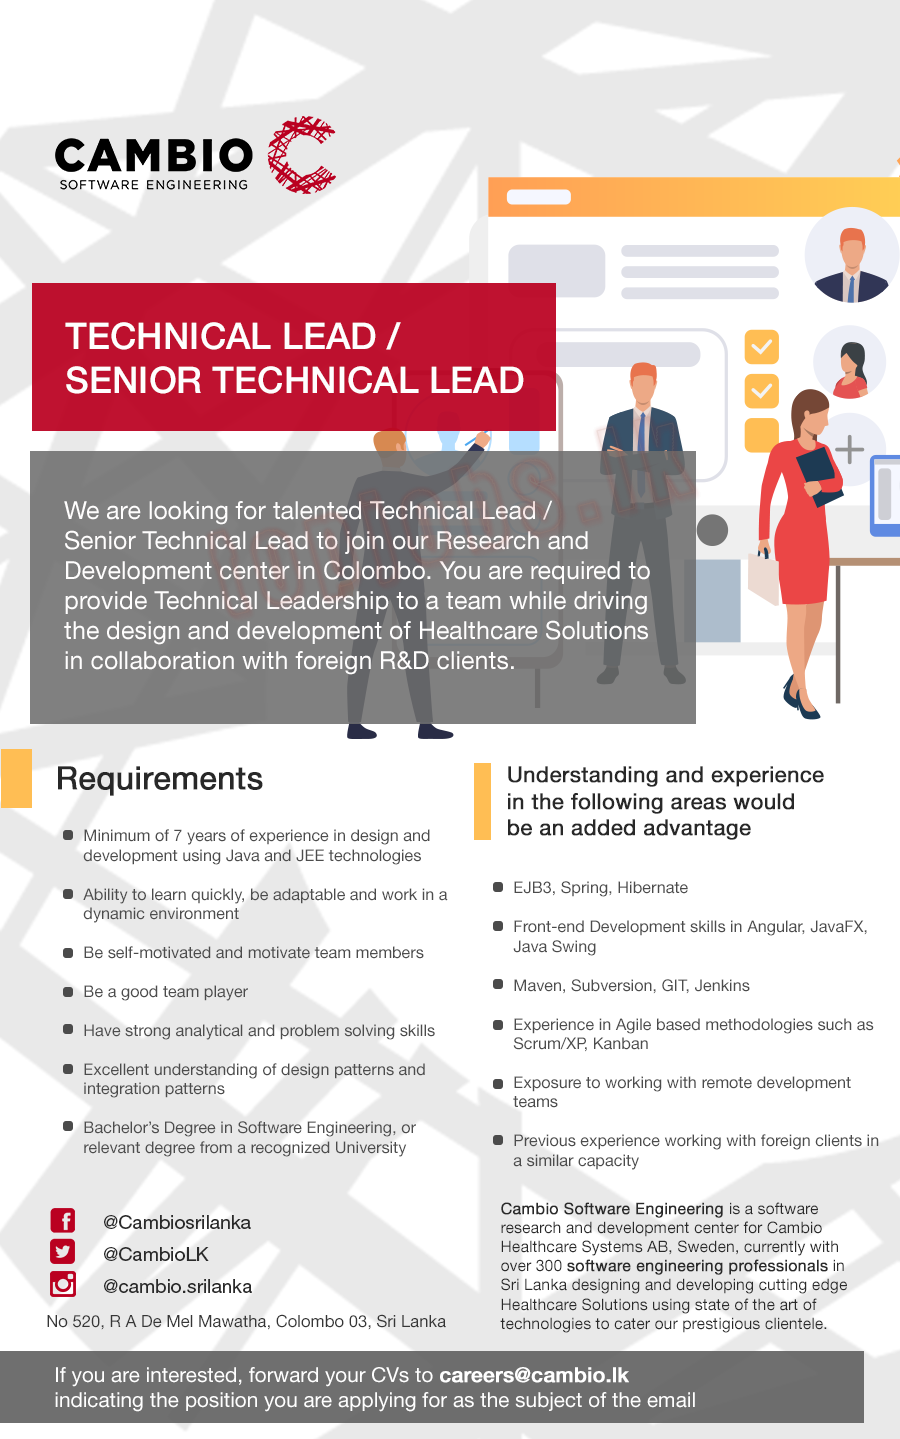 CAMBIO
SOFTWARE ENGINEERING
TECHNICAL LEAD /
SENIOR TECHNICAL LEAD
We are looking for talented Technical Lead /
Senior Technical Lead to join our Research and
Development center in Colombo. You are required to
provide Technical Leadership to a team while driving
the design and development of Healthcare Solutions
in collaboration with foreign R&D clients.
Requirements
Minimum of 7 years of experience in design and
development using Java and JEE technologies
Ability to learn quickly, be adaptable and work in a
dynamic environment
Be self-motivated and motivate team members
Be a good team player
Have strong analytical and problem solving skills
Excellent understanding of design patterns and
integration patterns
Bachelor's Degree in Software Engineering, or
relevant degree from a recognized University
Understanding and experience
in the following areas would
be an added advantage
EJB3, Spring, Hibernate
Front-end Development skills in Angular, JavaFX,
Java Swing
Maven, Subversion, GIT, Jenkins
Experience in Agile based methodologies such as
Scrum/XP, Kanban
Exposure to working with remote development
teams
Previous experience working with foreign clients in
a similar capacity
@Cambiosrilanka
@CambioLK
@cambio.srilanka
No 520, R A De Mel Mawatha, Colombo 03, Sri Lanka
Cambio Software Engineering is a software
research and development center for Cambio
Healthcare Systems AB, Sweden, currently with
over 300 software engineering professionals in
Sri Lanka designing and developing cutting edge
Healthcare Solutions using state of the art of
technologies to cater our prestigious clientele.
If you are interested, forward your CVs to careers@cambio.lk
indicating the position you are applying for as the subject of the email